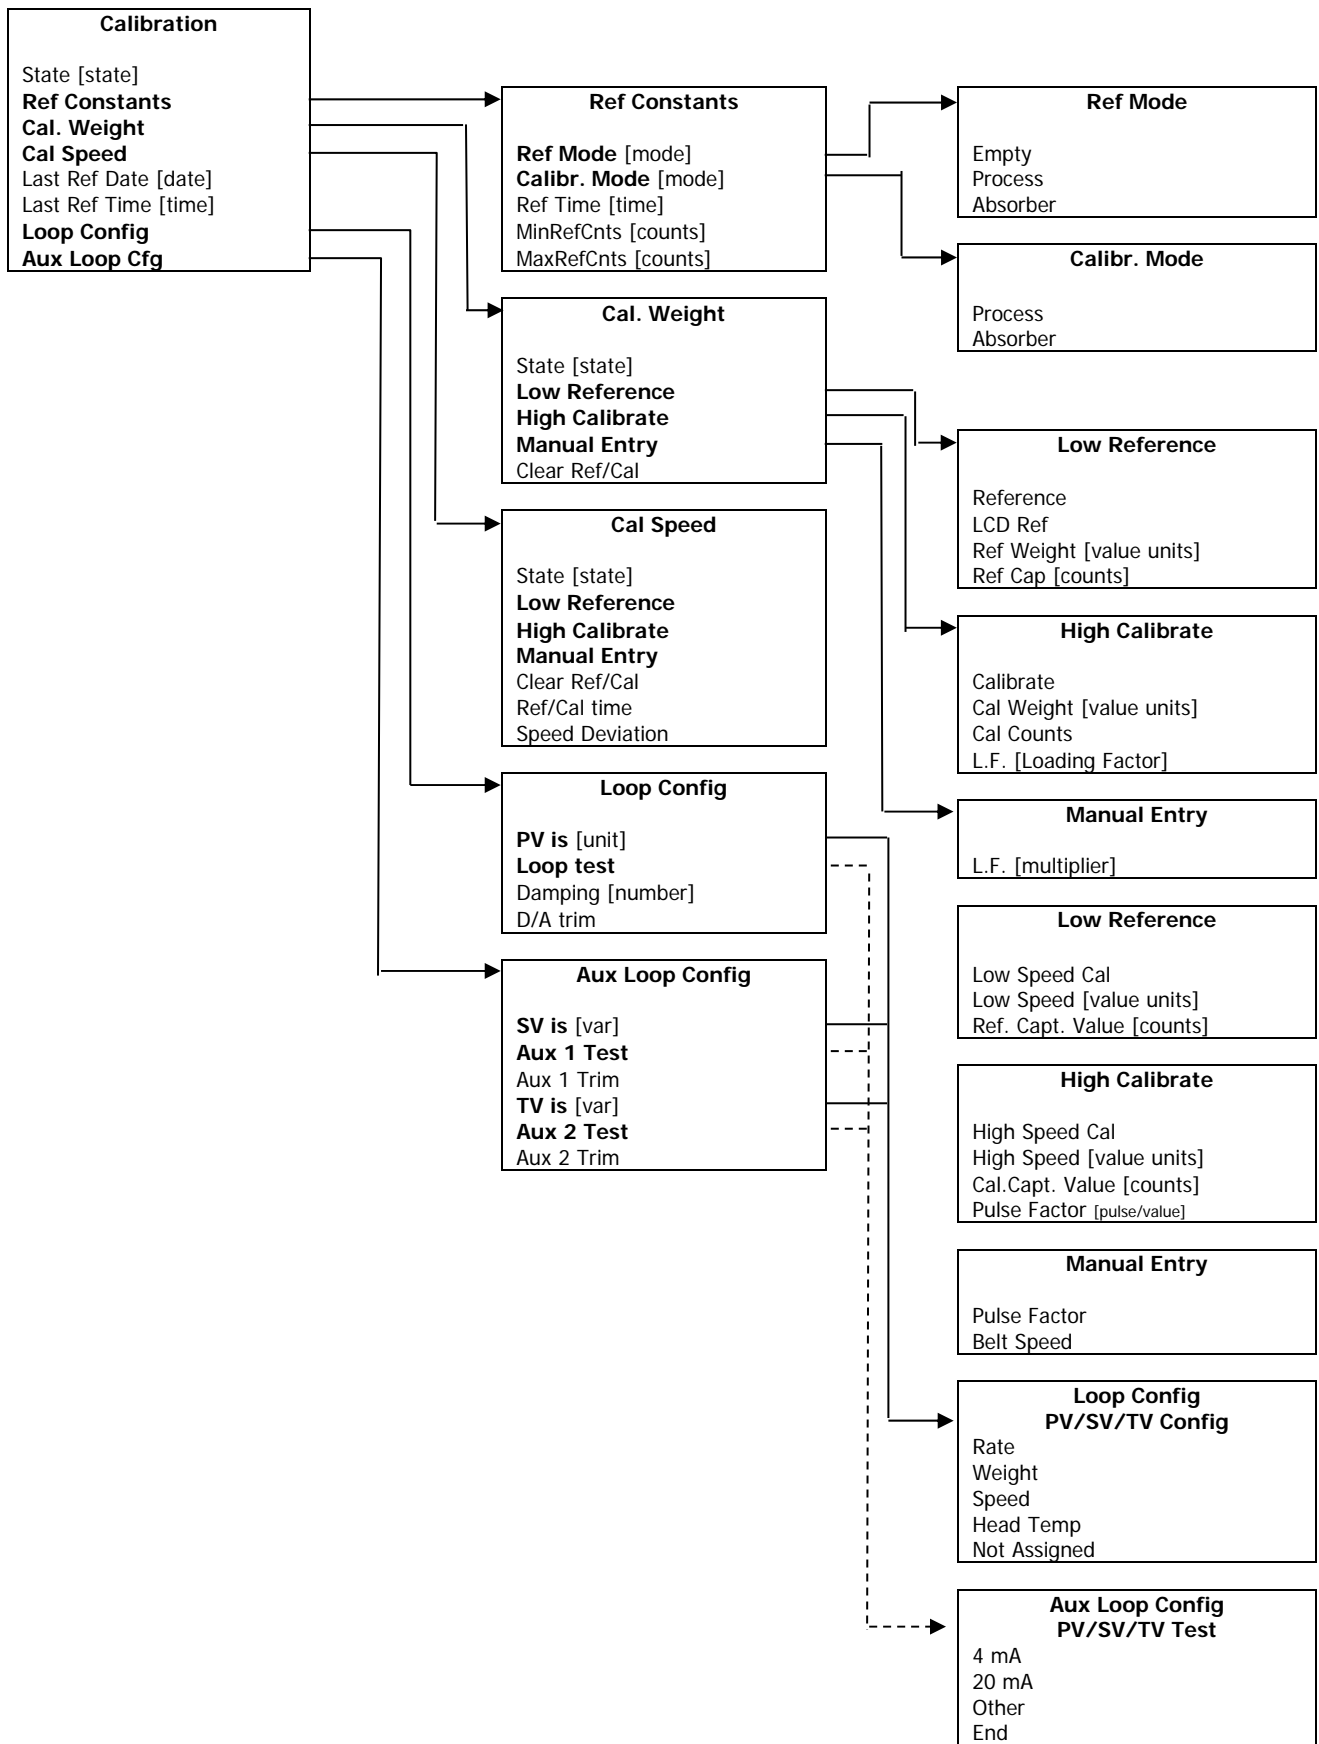 Calibration
State [state]
Ref Constants
Cal. Weight
Cal Speed
Last Ref Date [date]
Last Ref Time [time]
Loop Config
Aux Loop Cfg
Ref Constants
Ref Mode [mode]
Calibr. Mode [mode]
Ref Time [time]
MinRefCnts [counts]
MaxRefCnts [counts]
Cal. Weight
State [state]
Low Reference
High Calibrate
Manual Entry
Clear Ref/Cal
Cal Speed
State [state]
Low Reference
High Calibrate
Manual Entry
Clear Ref/Cal
Ref/Cal time
Speed Deviation
Loop Config
PV is [unit]
Loop test
Damping [number]
D/A trim
Aux Loop Config
SV is [var]
Aux 1 Test
Aux 1 Trim
TV is [var]
Aux 2 Test
Aux 2 Trim
Ref Mode
Empty
Process
Absorber
Calibr. Mode
Process
Absorber
Low Reference
Reference
LCD Ref
Ref Weight [value units]
Ref Cap [counts]
High Calibrate
Calibrate
Cal Weight [value units]
Cal Counts
L.F. [Loading Factor]
Manual Entry
L.F. [multiplier]
Low Reference
Low Speed Cal
Low Speed [value units]
Ref. Capt. Value [counts]
High Calibrate
High Speed Cal
High Speed [value units]
Cal.Capt. Value [counts]
Pulse Factor [pulse/value]
Manual Entry
Pulse Factor
Belt Speed
Loop Config
PV/SV/TV Config
Rate
Weight
Speed
Head Temp
Not Assigned
Aux Loop Config
PV/SV/TV Test
4 mA
20 mA
Other
End